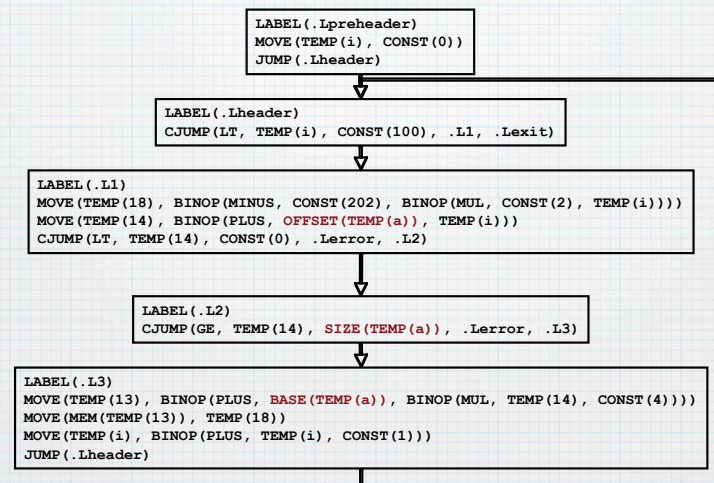 LABEL(.Lpreheader)
MOVE(TEMP(i), CONST(0))
JUMP(.Lheader)
LABEL(.Lheader)
CJUMP(LT, TEMP(i), CONST(100), .L1, .Lexit)
LABEL(.L1)
MOVE(TEMP(18), BINOP(MINUS, CONST(202), BINOP(MUL, CONST(2), TEMP(i))))
MOVE(TEMP(14), BINOP(PLUS, OFFSET(TEMP(a)), TEMP(i)))
CJUMP(LT, TEMP(14), CONST(0), .Lerror, .L2)
LABEL(.L2)
CJUMP(GE, TEMP(14), SIZE(TEMP(a)), .Lerror, .L3)
LABEL(.L3)
MOVE(TEMP(13), BINOP(PLUS, BASE(TEMP(a)), BINOP(MUL, TEMP(14), CONST(4))))
MOVE(MEM(TEMP(13)), TEMP(18))
MOVE(TEMP(i), BINOP(PLUS, TEMP(i), CONST(1)))
JUMP(.Lheader)